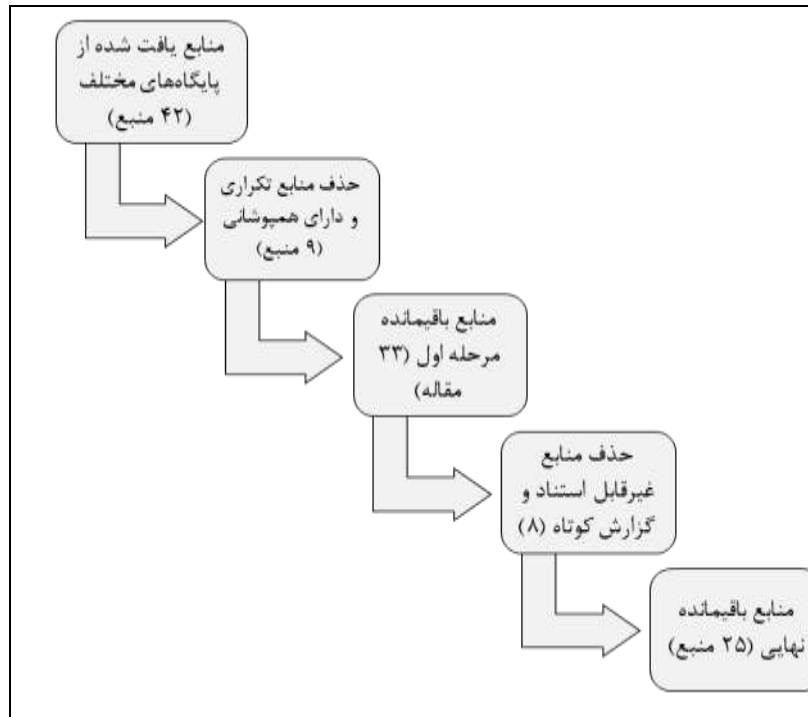 منابع یافت شده از
پایگاه‌های مختلف
(۴۲ منبع)
حذف منابع تکراری
و دارای همپوشانی
(۹ منبع)
منابع باقیمانده
مرحله اول (۳۳
مقاله)
حذف منابع
غیرقابل استناد و
گزارش کوتاه (۸)
منابع باقیمانده
نهایی (۲۵ منبع)